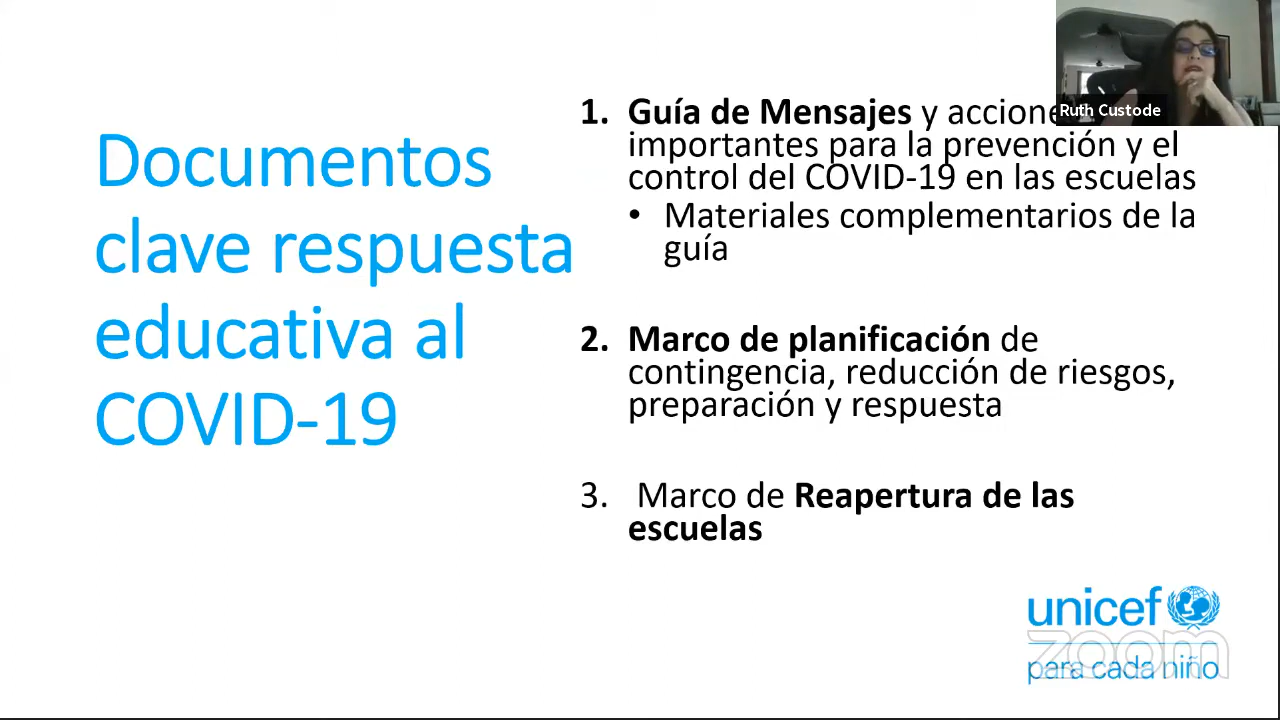 Documentos
clave respuesta
educativa al
COVID-19
1. Guía de Mensajes y accione
importantes para la prevención y el
control del COVID-19 en las escuelas
• Materiales complementarios de la
guía
2. Marco de planificación de
contingencia, reducción de riesgos,
preparación y respuesta
3. Marco de Reapertura de las
escuelas
Ruth Custode
unicef
zoom
para cada niño